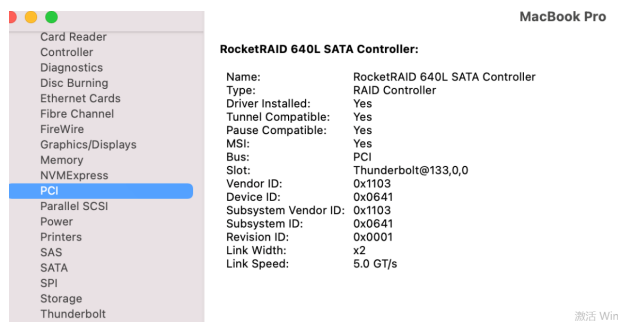 MacBook Pro
Card Reader
Controller
Diagnostics
Disc Burning
Ethernet Cards
Fibre Channel
FireWire
Graphics/Displays
Memory
NVMExpress
PCI
Parallel SCSI
Power
Printers
SAS
SATA
SPI
Storage
Thunderbolt
RocketRAID 640L SATA Controller:
Name: RocketRAID 640L SATA Controller
Type: RAID Controller
Driver Installed: Yes
Tunnel Compatible: Yes
Pause Compatible: Yes
MSI: Yes
Bus: PCI
Slot: Thunderbolt@133,0,0
Vendor ID: 0x1103
Device ID: 0x0641
Subsystem Vendor ID: 0x1103
Subsystem ID: 0x0641
Revision ID: 0x0001
Link Width: x2
Link Speed: 5.0 GT/s
激活 Win